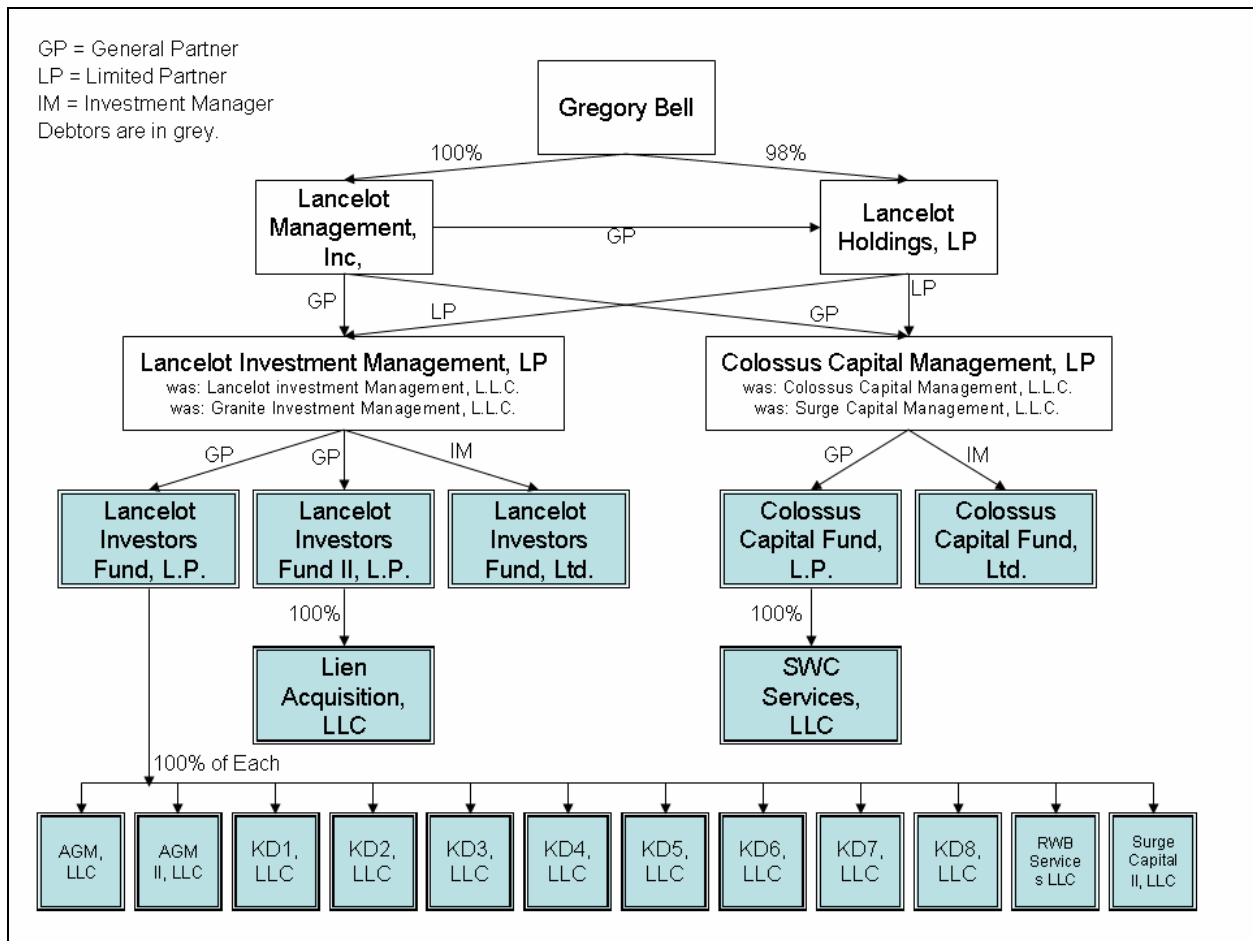 GP = General Partner
LP = Limited Partner
IM = Investment Manager
Debtors are in grey.
Gregory Bell
100%
98%
Lancelot
Management,
Inc,
GP
Lancelot
Holdings, LP
GP
LP
GP
LP
Lancelot Investment Management, LP
was: Lancelot investment Management, L.L.C.
was: Granite Investment Management, L.L.C.
Colossus Capital Management, LP
was: Colossus Capital Management, L.L.C.
was: Surge Capital Management, L.L.C.
GP
GP
IM
GP
IM
Lancelot
Investors
Fund, L.P.
Lancelot
Investors
Fund II, L.P.
Lancelot
Investors
Fund, Ltd.
Colossus
Capital Fund,
L.P.
Colossus
Capital Fund,
Ltd.
100%
100%
Lien
Acquisition,
LLC
SWC
Services,
LLC
100% of Each
AGM,
LLC
AGM
II, LLC
KD1,
LLC
KD2,
LLC
KD3,
LLC
KD4,
LLC
KD5,
LLC
KD6,
LLC
KD7,
LLC
KD8,
LLC
RWB
Service
s LLC
Surge
Capital
II, LLC